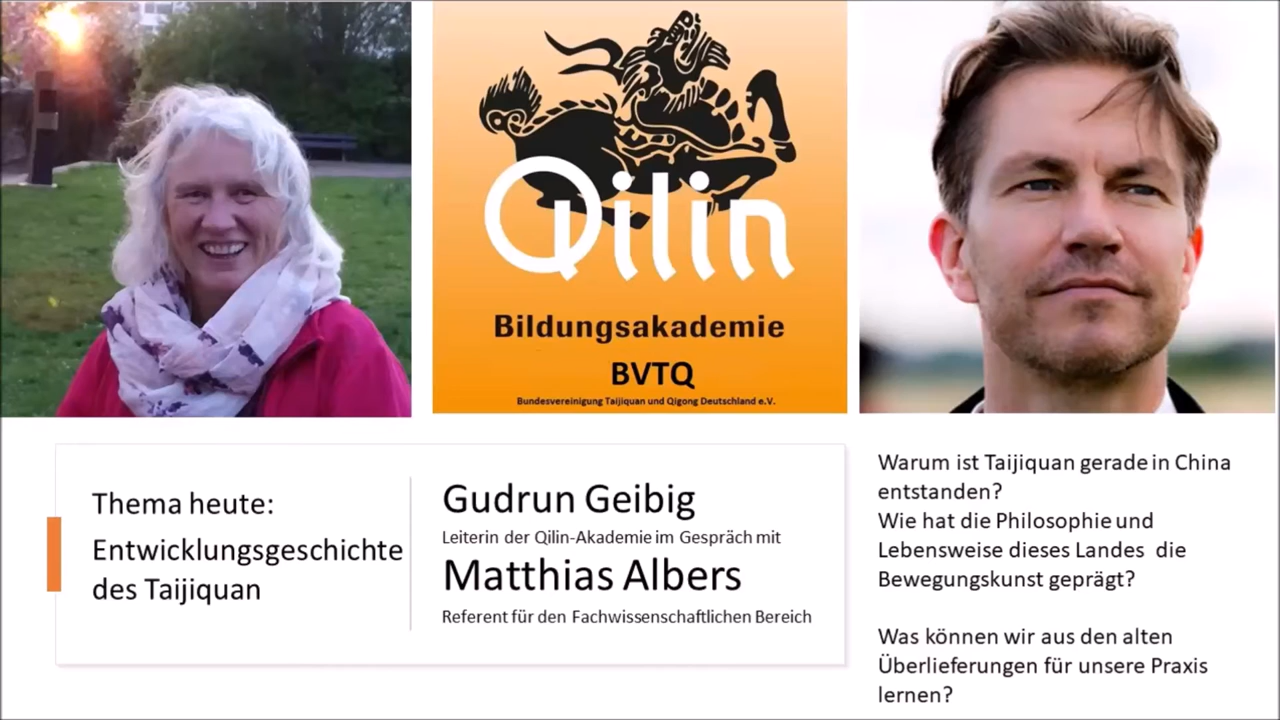 Qilin
Bildungsakademie
BVTQ
Bundesvereinigung Taijiquan und Qigong Deutschland e.V.
Thema heute:
Entwicklungsgeschichte
des Taijiquan
Gudrun Geibig
Leiterin der Qilin-Akademie im Gespräch mit
Matthias Albers
Referent für den Fachwissenschaftlichen Bereich
Warum ist Taijiquan gerade in China
entstanden?
Wie hat die Philosophie und
Lebensweise dieses Landes die
Bewegungskunst geprägt?
Was können wir aus den alten
Überlieferungen für unsere Praxis
lernen?